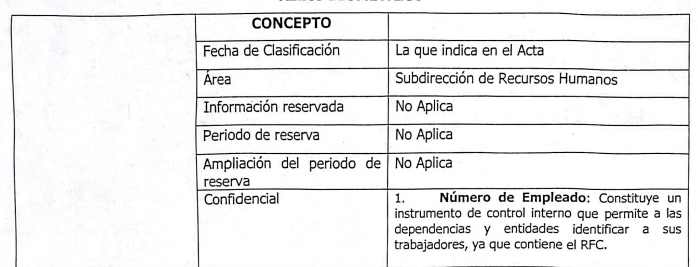 CONCEPTO
Fecha de Clasificación La que indica en el Acta
Área Subdirección de Recursos Humanos
Información reservada No Aplica
Periodo de reserva No Aplica
Ampliación del periodo de No Aplica
reserva
Confidencial 1. Número de Empleado: Constituye un
instrumento de control interno que permite a las
dependencias y entidades identificar a sus
trabajadores, ya que contiene el RFC.